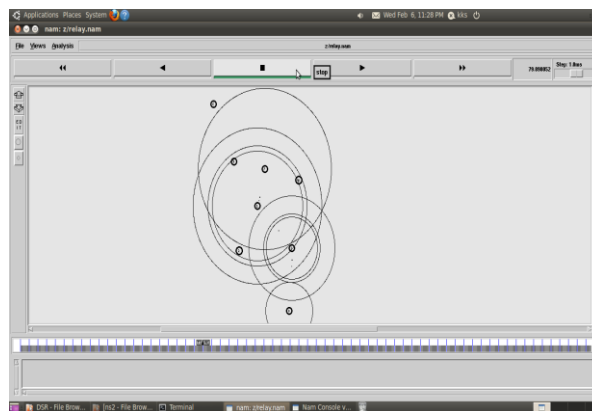 Applications Places System
Wed Feb 6, 11:28 PM kks
nam: z/relay.nam
File Views Analysis
z/relay.nam
stop
Step: 1.0ms
DSR - File Brow...
[ns2 - File Brow...
Terminal
nam: z/relay.nam
Nam Console v...